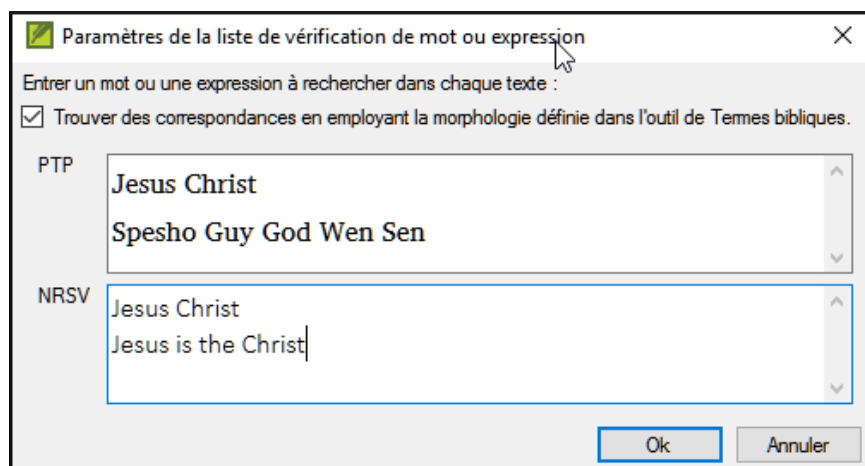 Paramètres de la liste de vérification de mot ou expression
Entrer un mot ou une expression à rechercher dans chaque texte :
Trouver des correspondances en employant la morphologie définie dans l'outil de Termes bibliques.
PTP
Jesus Christ
Spesho Guy God Wen Sen
NRSV
Jesus Christ
Jesus is the Christ
Ok Annuler